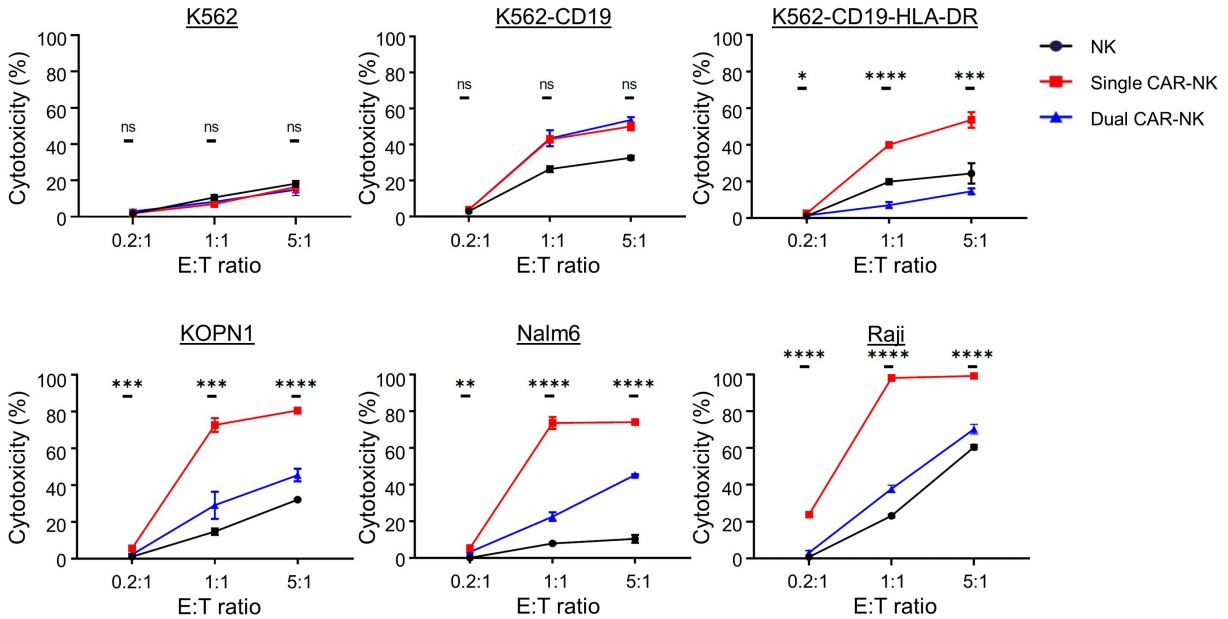 K562
K562-CD19
K562-CD19-HLA-DR
Cytotoxicity (%)
100
80
60
40
20
0
ns ns ns
0.2:1 1:1 5:1
E:T ratio
Cytotoxicity (%)
100
80
60
40
20
0
ns ns ns
0.2:1 1:1 5:1
E:T ratio
Cytotoxicity (%)
100
80
60
40
20
0
* **** ***
0.2:1 1:1 5:1
E:T ratio
NK
Single CAR-NK
Dual CAR-NK
KOPN1
Nalm6
Raji
Cytotoxicity (%)
100
80
60
40
20
0
*** *** ****
0.2:1 1:1 5:1
E:T ratio
Cytotoxicity (%)
100
80
60
40
20
0
** **** ****
0.2:1 1:1 5:1
E:T ratio
Cytotoxicity (%)
100
80
60
40
20
0
**** **** ****
0.2:1 1:1 5:1
E:T ratio